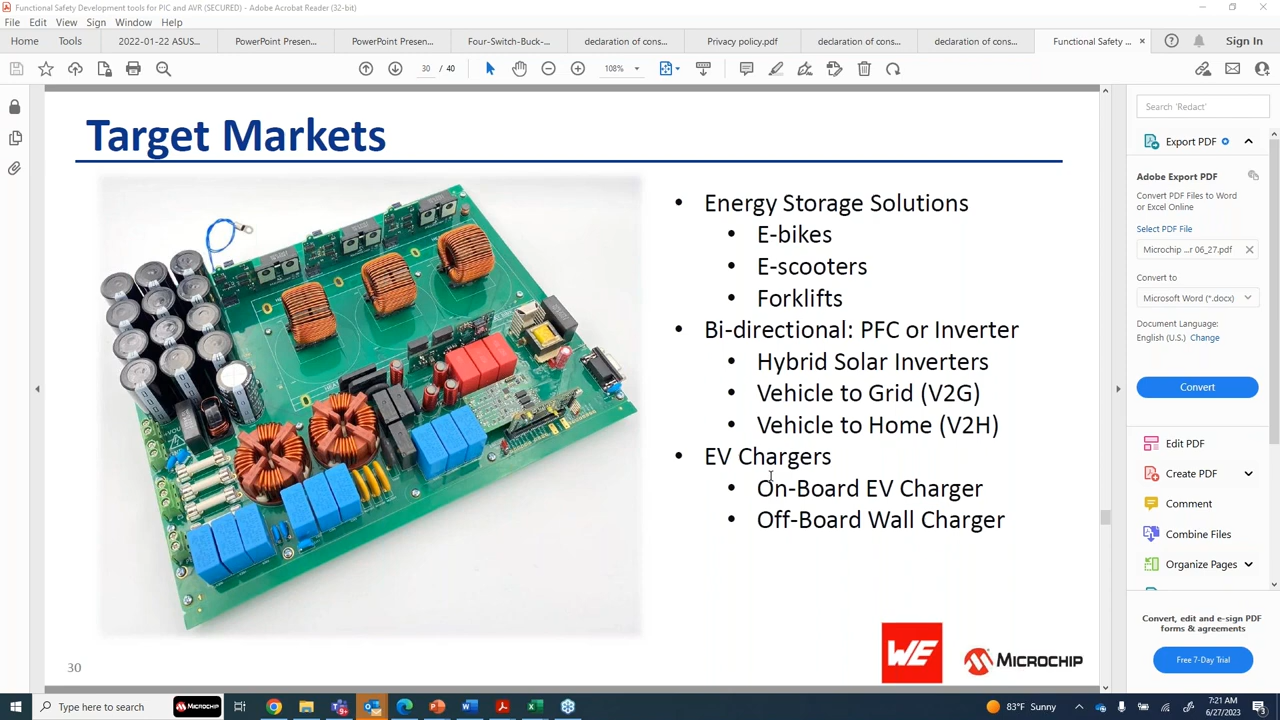 Functional Safety Development tools for PIC and AVR (SECURED) - Adobe Acrobat Reader (32-bit)
File Edit View Sign Window Help
Home Tools 2022-01-22 ASUS... PowerPoint Presen... PowerPoint Presen... Four-Switch-Buck-... declaration of cons... Privacy policy.pdf declaration of cons... declaration of cons... Functional Safety ... × Sign In
30 / 40 108%
Target Markets
• Energy Storage Solutions
• E-bikes
• E-scooters
• Forklifts
• Bi-directional: PFC or Inverter
• Hybrid Solar Inverters
• Vehicle to Grid (V2G)
• Vehicle to Home (V2H)
• EV Chargers
• On-Board EV Charger
• Off-Board Wall Charger
30
WE MICROCHIP
Search 'Redact'
Export PDF
Adobe Export PDF
Convert PDF Files to Word
or Excel Online
Select PDF File
Microchip ...r 06_27.pdf
Convert to
Microsoft Word (*.docx)
Document Language:
English (U.S.) Change
Convert
Edit PDF
Create PDF
Comment
Combine Files
Organize Pages
Convert, edit and e-sign PDF
forms & agreements
Free 7-Day Trial
Type here to search
MICROCHIP
83°F Sunny
7:21 AM
6/27/2023